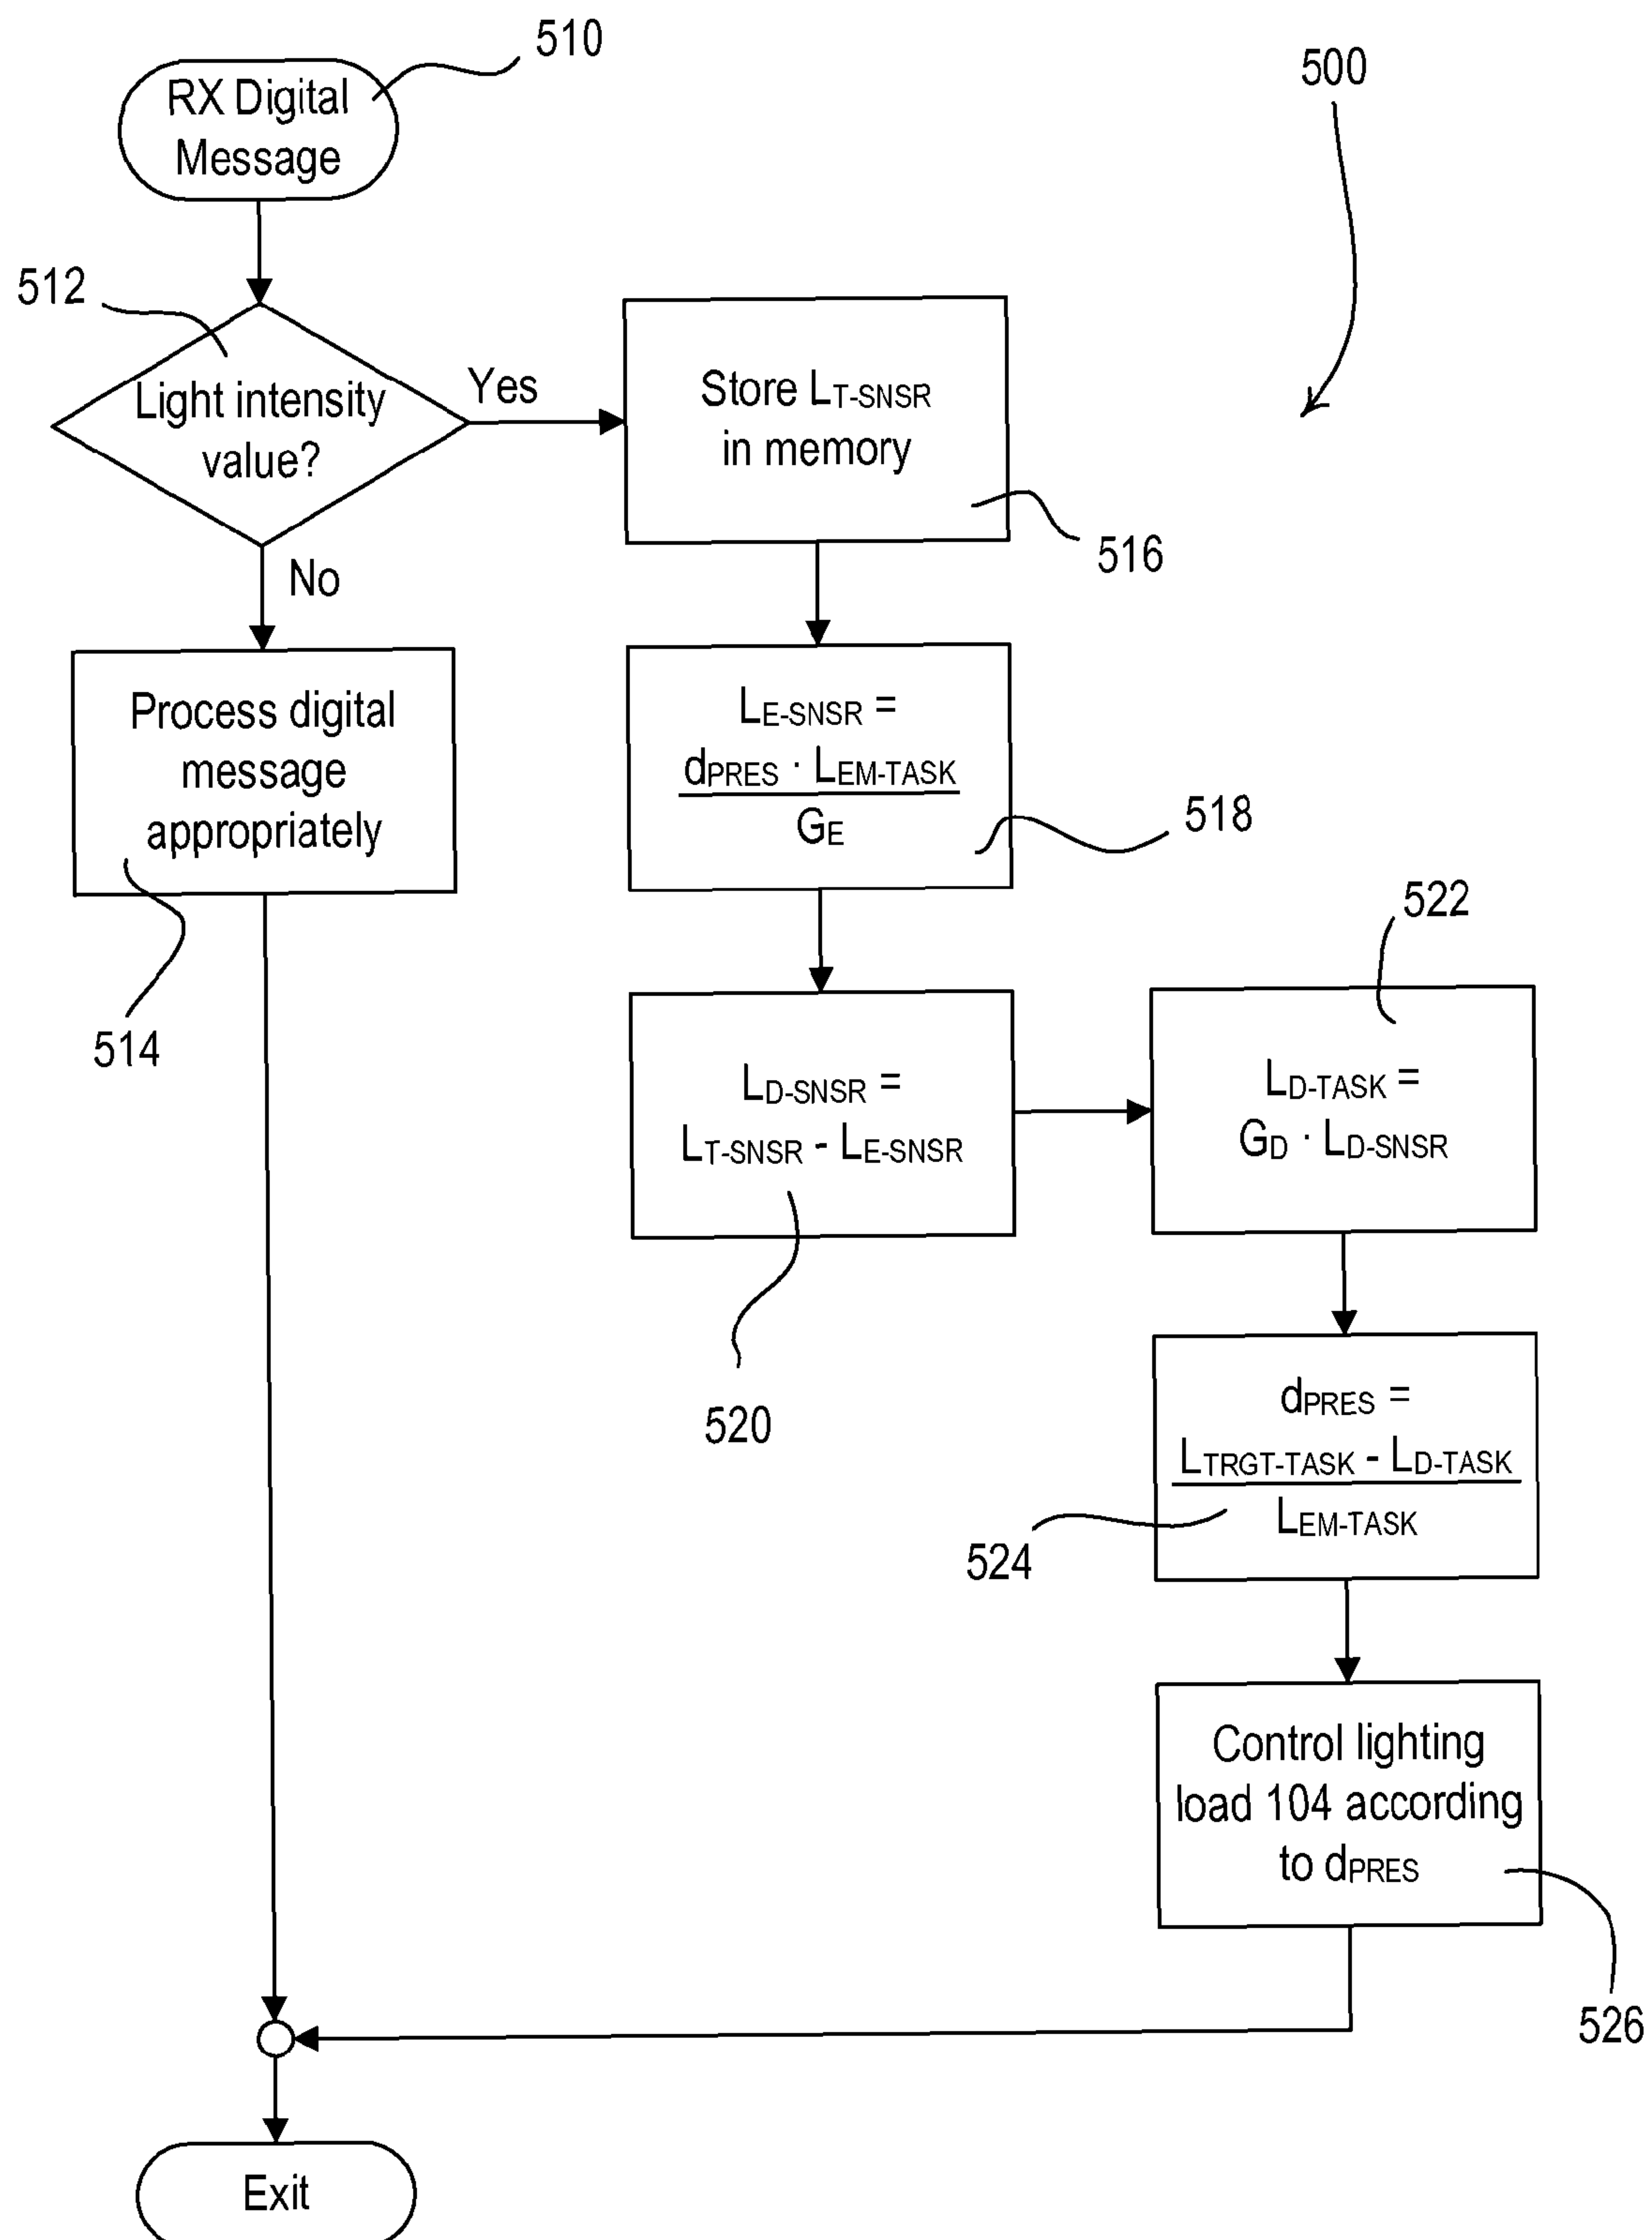 510
RX Digital
Message
500
512
Light intensity
value?
Yes
No
Store LT-SNSR
in memory
516
Process digital
message
appropriately
514
LE-SNSR =
dPRES · LEM-TASK
GE
518
LD-SNSR =
LT-SNSR - LE-SNSR
520
522
LD-TASK =
GD · LD-SNSR
dPRES =
LTRGT-TASK - LD-TASK
LEM-TASK
524
Control lighting
load 104 according
to dPRES
526
Exit